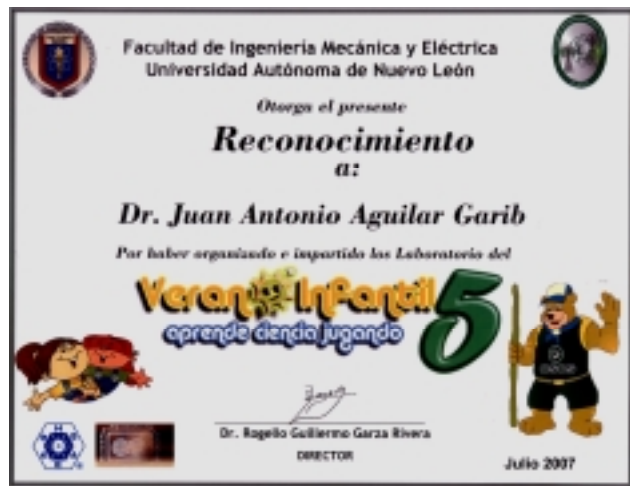 Facultad de Ingeniería Mecánica y Eléctrica
Universidad Autónoma de Nuevo León
Otorga el presente
Reconocimiento
a:
Dr. Juan Antonio Aguilar Garib
Por haber organizado e impartido los Laboratorio del
Verano Infantil 5
aprende ciencia jugando
Dr. Rogelio Guillermo Garza Rivera
DIRECTOR
Julio 2007